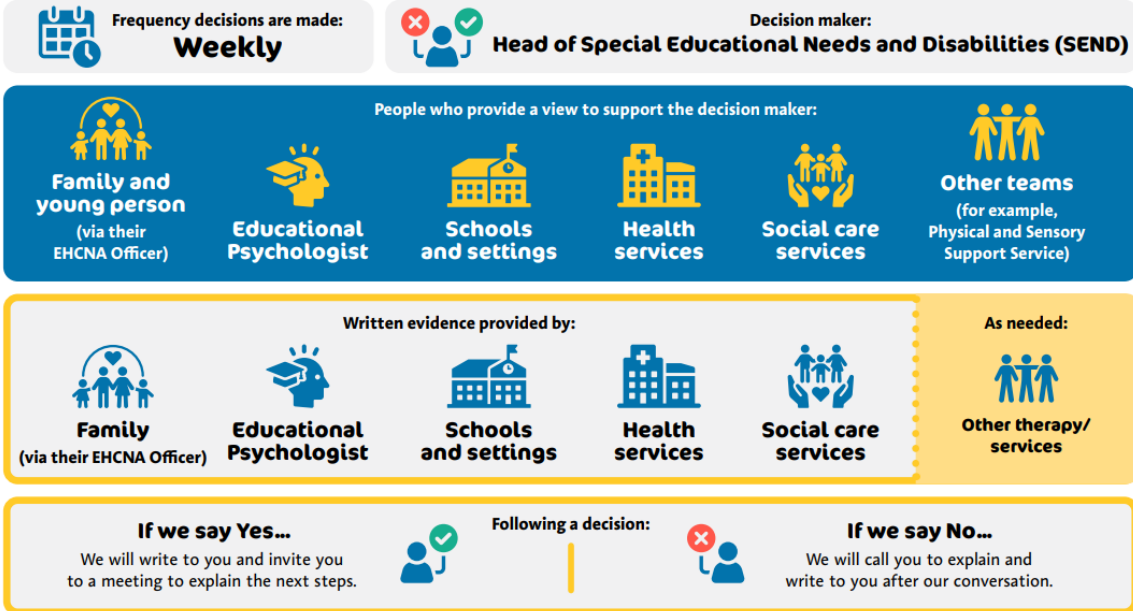 Frequency decisions are made:
Weekly
Decision maker:
Head of Special Educational Needs and Disabilities (SEND)
People who provide a view to support the decision maker:
Family and
young person
(via their
EHCNA Officer)
Educational
Psychologist
Schools
and settings
Health
services
Social care
services
Other teams
(for example,
Physical and Sensory
Support Service)
Written evidence provided by:
Family
(via their EHCNA Officer)
Educational
Psychologist
Schools
and settings
Health
services
Social care
services
As needed:
Other therapy/
services
Following a decision:
If we say Yes...
We will write to you and invite you
to a meeting to explain the next steps.
If we say No...
We will call you to explain and
write to you after our conversation.